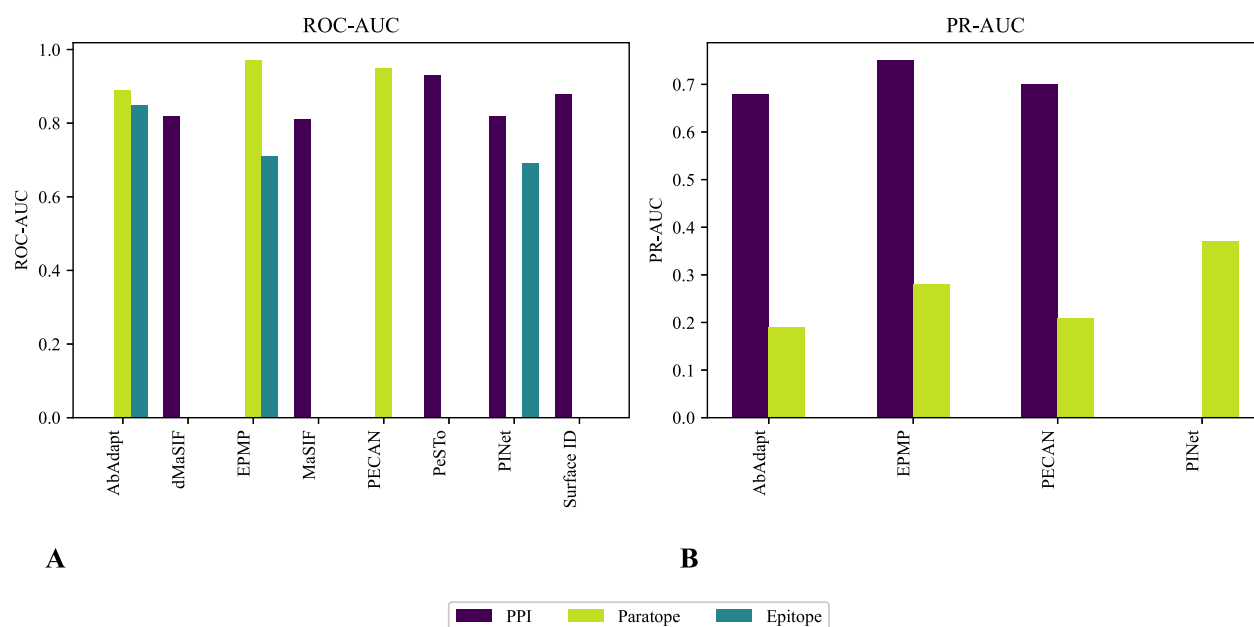 ROC-AUC
1.0
0.8
0.6
0.4
0.2
0.0
ROC-AUC
AbAdapt
dMaSIF
EPMP
MaSIF
PECAN
PeSTo
PINet
Surface ID
A
PR-AUC
0.7
0.6
0.5
0.4
0.3
0.2
0.1
0.0
PR-AUC
AbAdapt
EPMP
PECAN
PINet
B
PPI Paratope Epitope